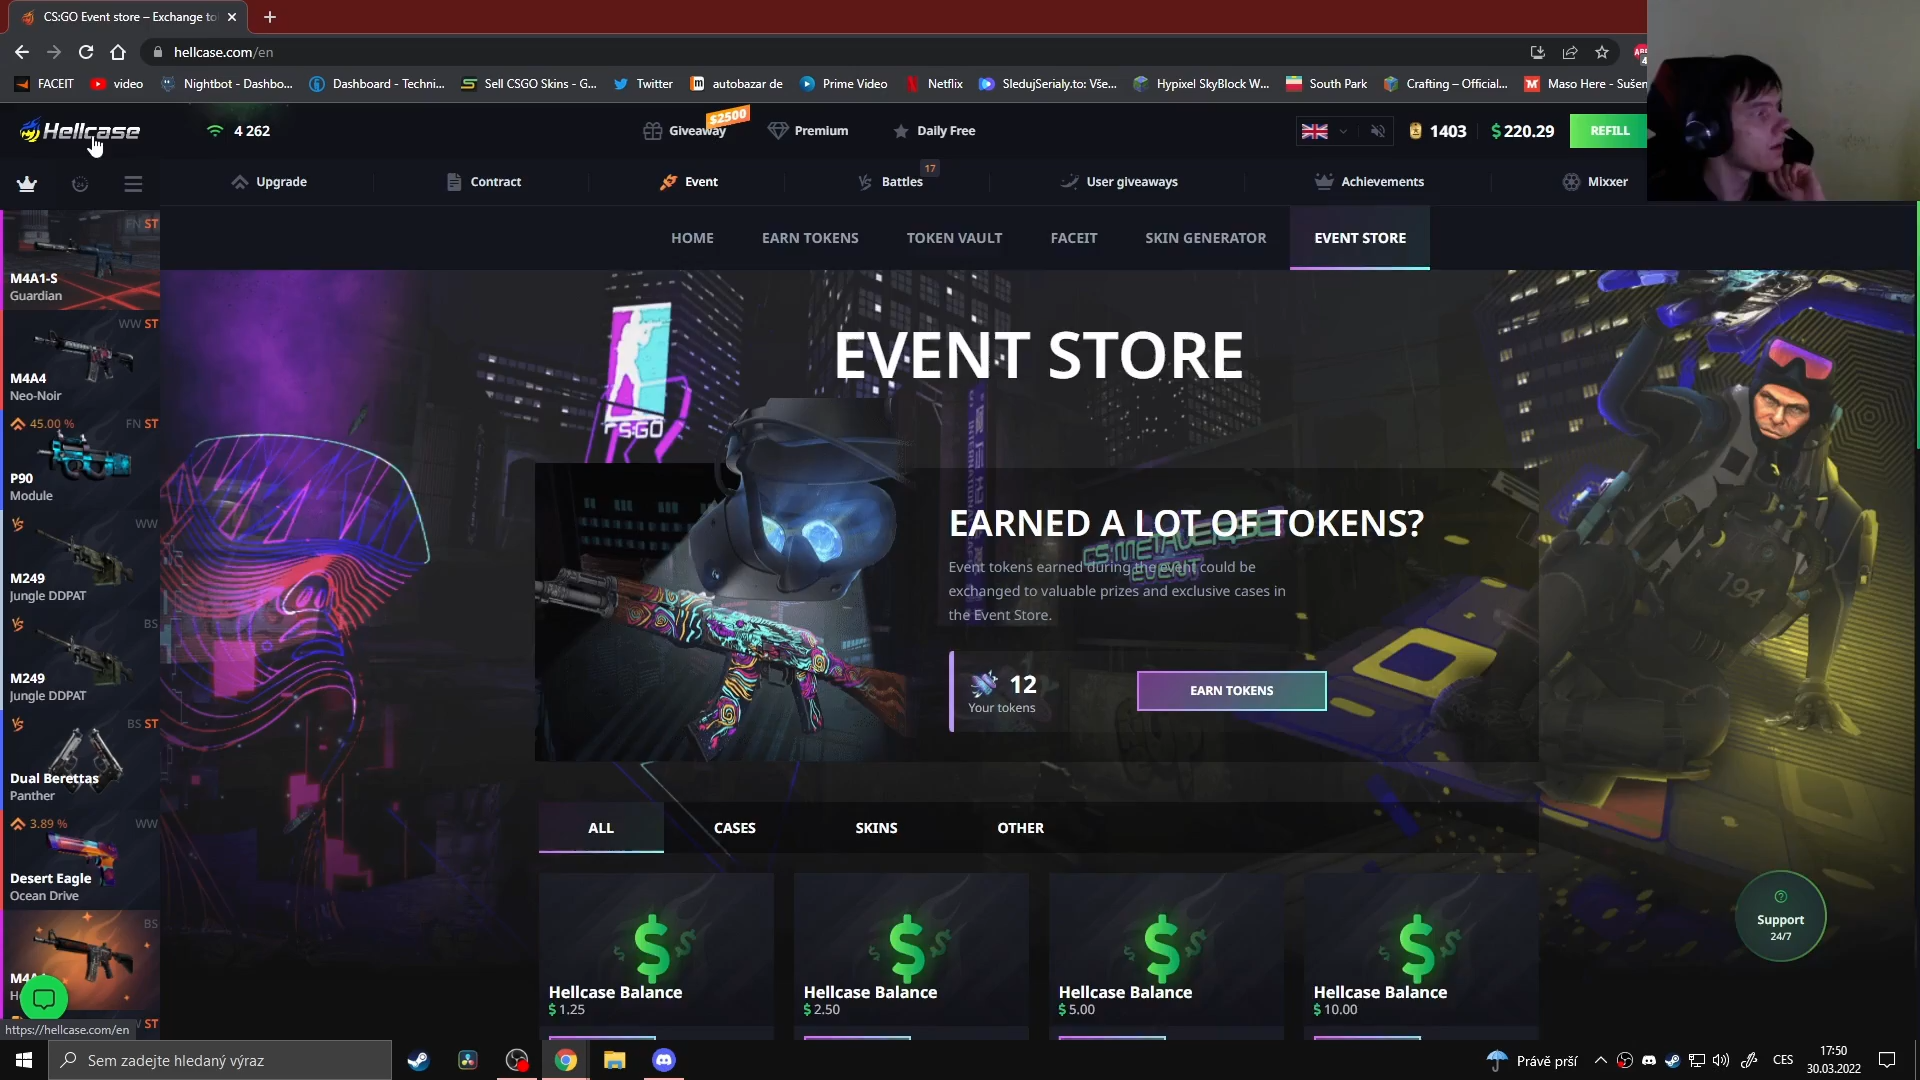 CS:GO Event store – Exchange to
hellcase.com/en
FACEIT
video
Nightbot - Dashbo...
Dashboard - Techni...
Sell CSGO Skins - G...
Twitter
autobazar de
Prime Video
Netflix
SledujSerialy.to: Vše...
Hypixel SkyBlock W...
South Park
Crafting – Official...
Maso Here - Sušen
Hellcase
4 262
Giveaway
$2500
Premium
Daily Free
1403
$220.29
REFILL
Upgrade
Contract
Event
Battles
17
User giveaways
Achievements
Mixxer
HOME
EARN TOKENS
TOKEN VAULT
FACEIT
SKIN GENERATOR
EVENT STORE
FN ST
M4A1-S
Guardian
WW ST
M4A4
Neo-Noir
45.00 %
FN ST
P90
Module
WW
M249
Jungle DDPAT
BS
M249
Jungle DDPAT
BS ST
Dual Berettas
Panther
3.89 %
WW
Desert Eagle
Ocean Drive
BS
ST
CS:GO
EVENT STORE
EARNED A LOT OF TOKENS?
CS:METAVERSE
EVENT
Event tokens earned during the event could be
exchanged to valuable prizes and exclusive cases in
the Event Store.
12
Your tokens
EARN TOKENS
194
ALL
CASES
SKINS
OTHER
Hellcase Balance
$ 1.25
Hellcase Balance
$ 2.50
Hellcase Balance
$ 5.00
Hellcase Balance
$ 10.00
Support
24/7
https://hellcase.com/en
Sem zadejte hledaný výraz
Právě prší
CES
17:50
30.03.2022